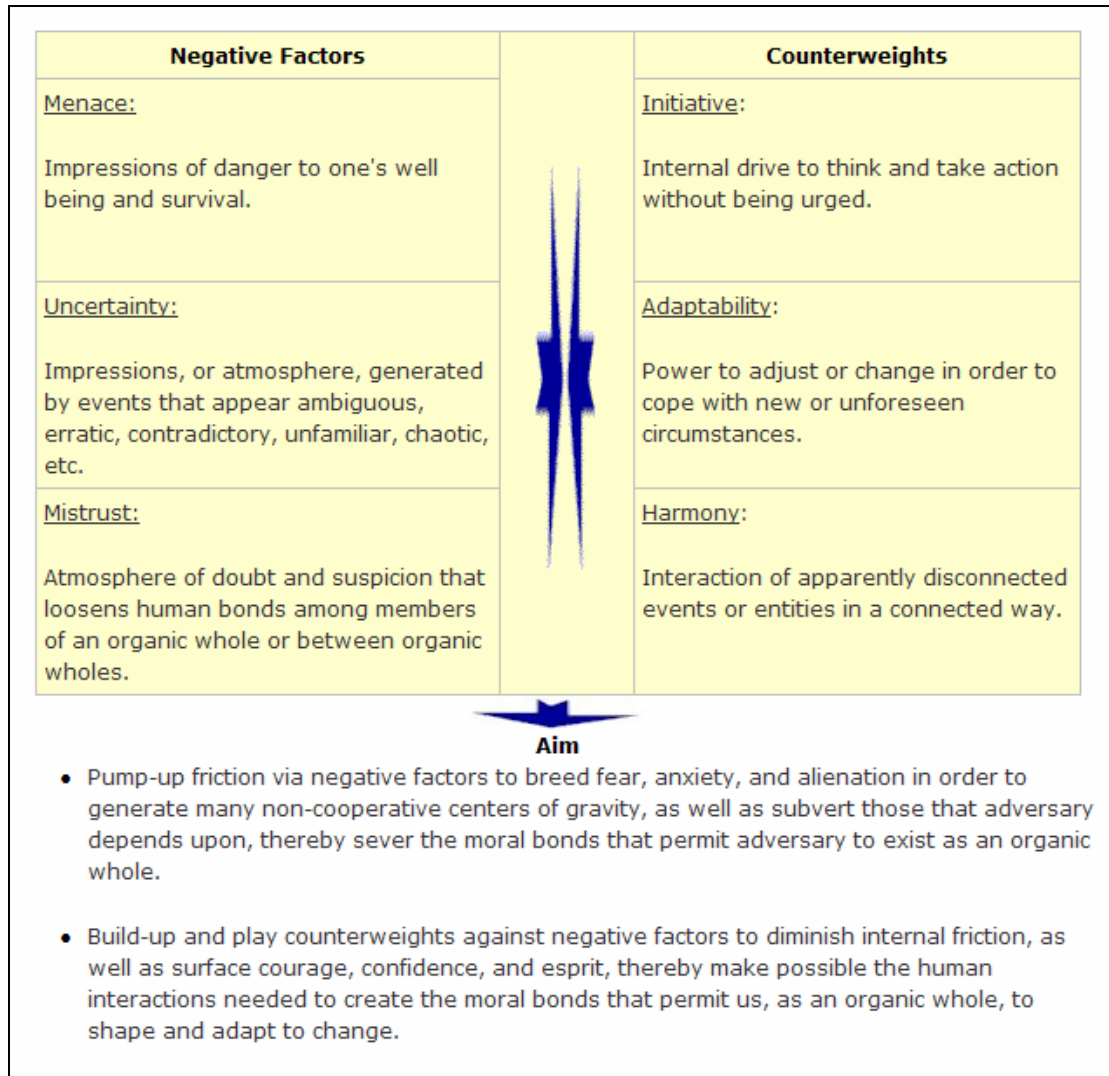 Negative Factors
Counterweights
Menace:
Impressions of danger to one's well
being and survival.
Initiative:
Internal drive to think and take action
without being urged.
Uncertainty:
Impressions, or atmosphere, generated
by events that appear ambiguous,
erratic, contradictory, unfamiliar, chaotic,
etc.
Adaptability:
Power to adjust or change in order to
cope with new or unforeseen
circumstances.
Mistrust:
Atmosphere of doubt and suspicion that
loosens human bonds among members
of an organic whole or between organic
wholes.
Harmony:
Interaction of apparently disconnected
events or entities in a connected way.
Aim
• Pump-up friction via negative factors to breed fear, anxiety, and alienation in order to
generate many non-cooperative centers of gravity, as well as subvert those that adversary
depends upon, thereby sever the moral bonds that permit adversary to exist as an organic
whole.
• Build-up and play counterweights against negative factors to diminish internal friction, as
well as surface courage, confidence, and esprit, thereby make possible the human
interactions needed to create the moral bonds that permit us, as an organic whole, to
shape and adapt to change.